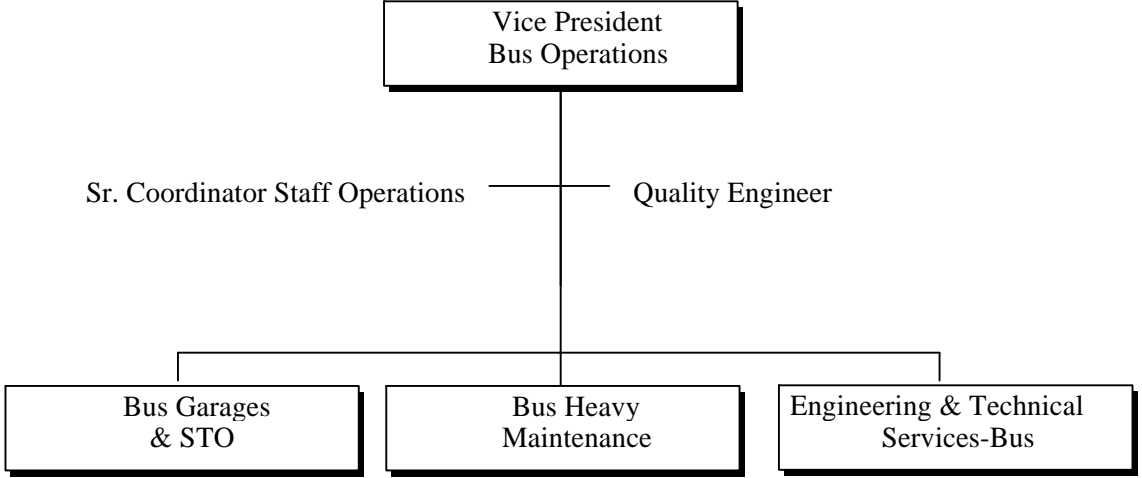 Vice President
Bus Operations
Sr. Coordinator Staff Operations
Quality Engineer
Bus Garages
& STO
Bus Heavy
Maintenance
Engineering & Technical
Services-Bus